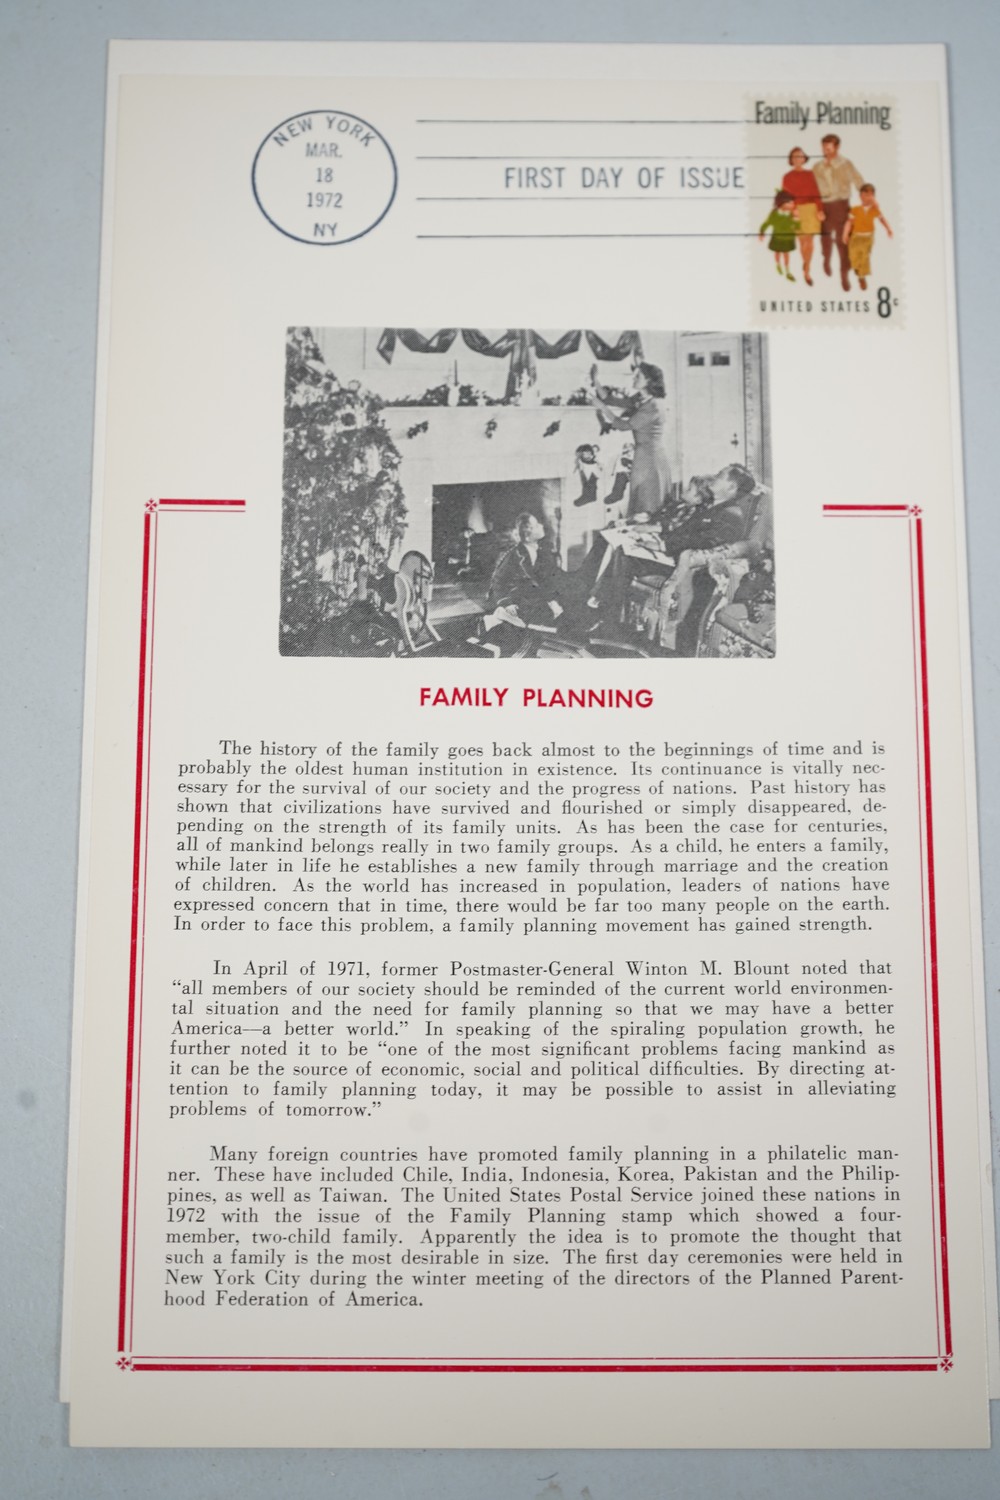 NEW YORK
MAR.
18
1972
NY
FIRST DAY OF ISSUE
Family Planning
UNITED STATES 8c
FAMILY PLANNING
The history of the family goes back almost to the beginnings of time and is
probably the oldest human institution in existence. Its continuance is vitally nec-
essary for the survival of our society and the progress of nations. Past history has
shown that civilizations have survived and flourished or simply disappeared, de-
pending on the strength of its family units. As has been the case for centuries,
all of mankind belongs really in two family groups. As a child, he enters a family,
while later in life he establishes a new family through marriage and the creation
of children. As the world has increased in population, leaders of nations have
expressed concern that in time, there would be far too many people on the earth.
In order to face this problem, a family planning movement has gained strength.
In April of 1971, former Postmaster-General Winton M. Blount noted that
“all members of our society should be reminded of the current world environmen-
tal situation and the need for family planning so that we may have a better
America—a better world.” In speaking of the spiraling population growth, he
further noted it to be “one of the most significant problems facing mankind as
it can be the source of economic, social and political difficulties. By directing at-
tention to family planning today, it may be possible to assist in alleviating
problems of tomorrow.”
Many foreign countries have promoted family planning in a philatelic man-
ner. These have included Chile, India, Indonesia, Korea, Pakistan and the Philip-
pines, as well as Taiwan. The United States Postal Service joined these nations in
1972 with the issue of the Family Planning stamp which showed a four-
member, two-child family. Apparently the idea is to promote the thought that
such a family is the most desirable in size. The first day ceremonies were held in
New York City during the winter meeting of the directors of the Planned Parent-
hood Federation of America.